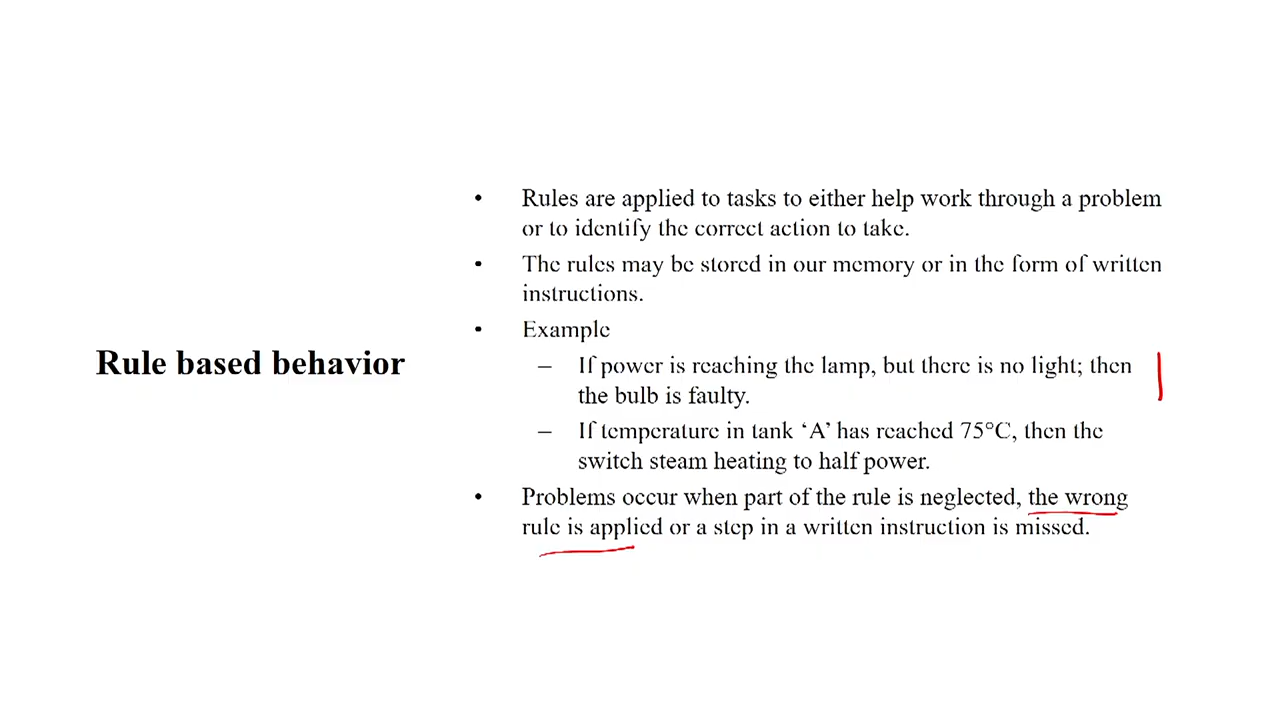 Rule based behavior
• Rules are applied to tasks to either help work through a problem
or to identify the correct action to take.
• The rules may be stored in our memory or in the form of written
instructions.
• Example
– If power is reaching the lamp, but there is no light; then
the bulb is faulty.
– If temperature in tank ‘A’ has reached 75°C, then the
switch steam heating to half power.
• Problems occur when part of the rule is neglected, the wrong
rule is applied or a step in a written instruction is missed.